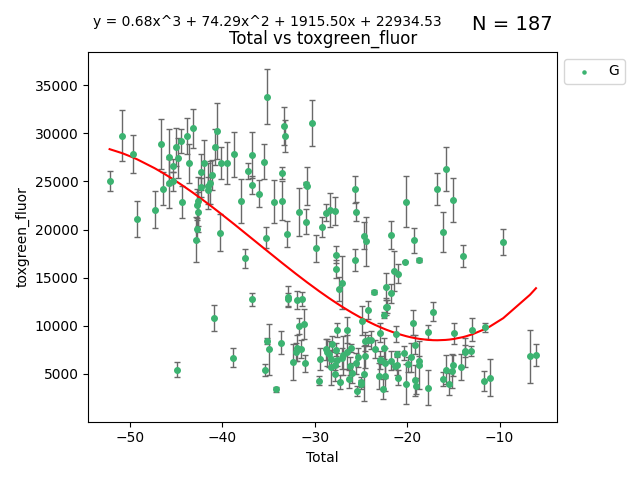 y = 0.68x^3 + 74.29x^2 + 1915.50x + 22934.53
N = 187
Total vs toxgreen_fluor
G
toxgreen_fluor
35000
30000
25000
20000
15000
10000
5000
−50
−40
−30
−20
−10
Total